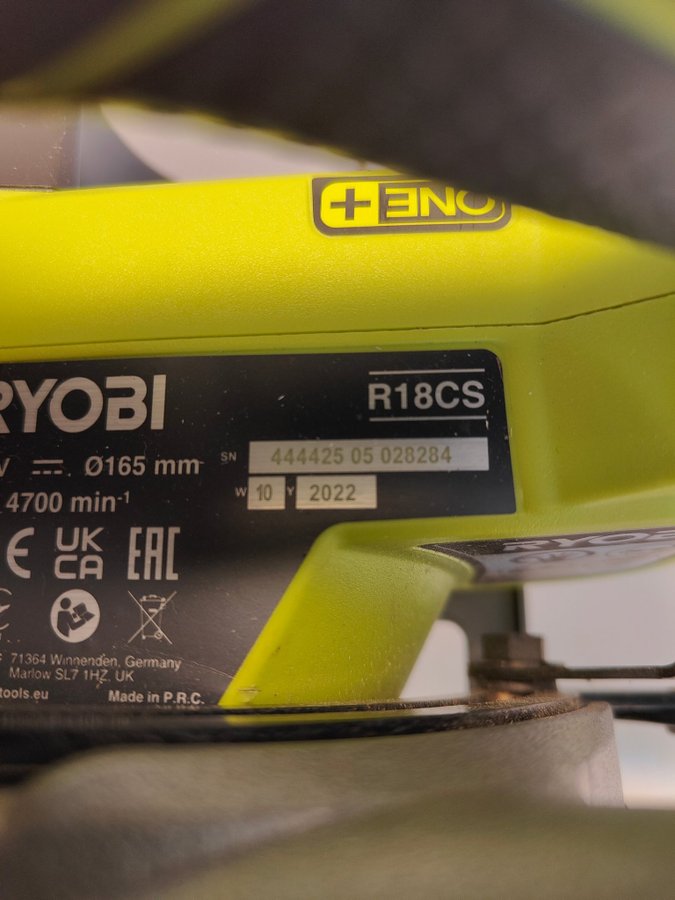 ONE+
RYOBI
R18CS
V ⎓ Ø165 mm
SN 444425 05 028284
4700 min-1
W 10 Y 2022
CE UK CA EAC
71364 Winnenden, Germany
Marlow SL7 1HZ. UK
tools.eu
Made in P.R.C.
RYOBI